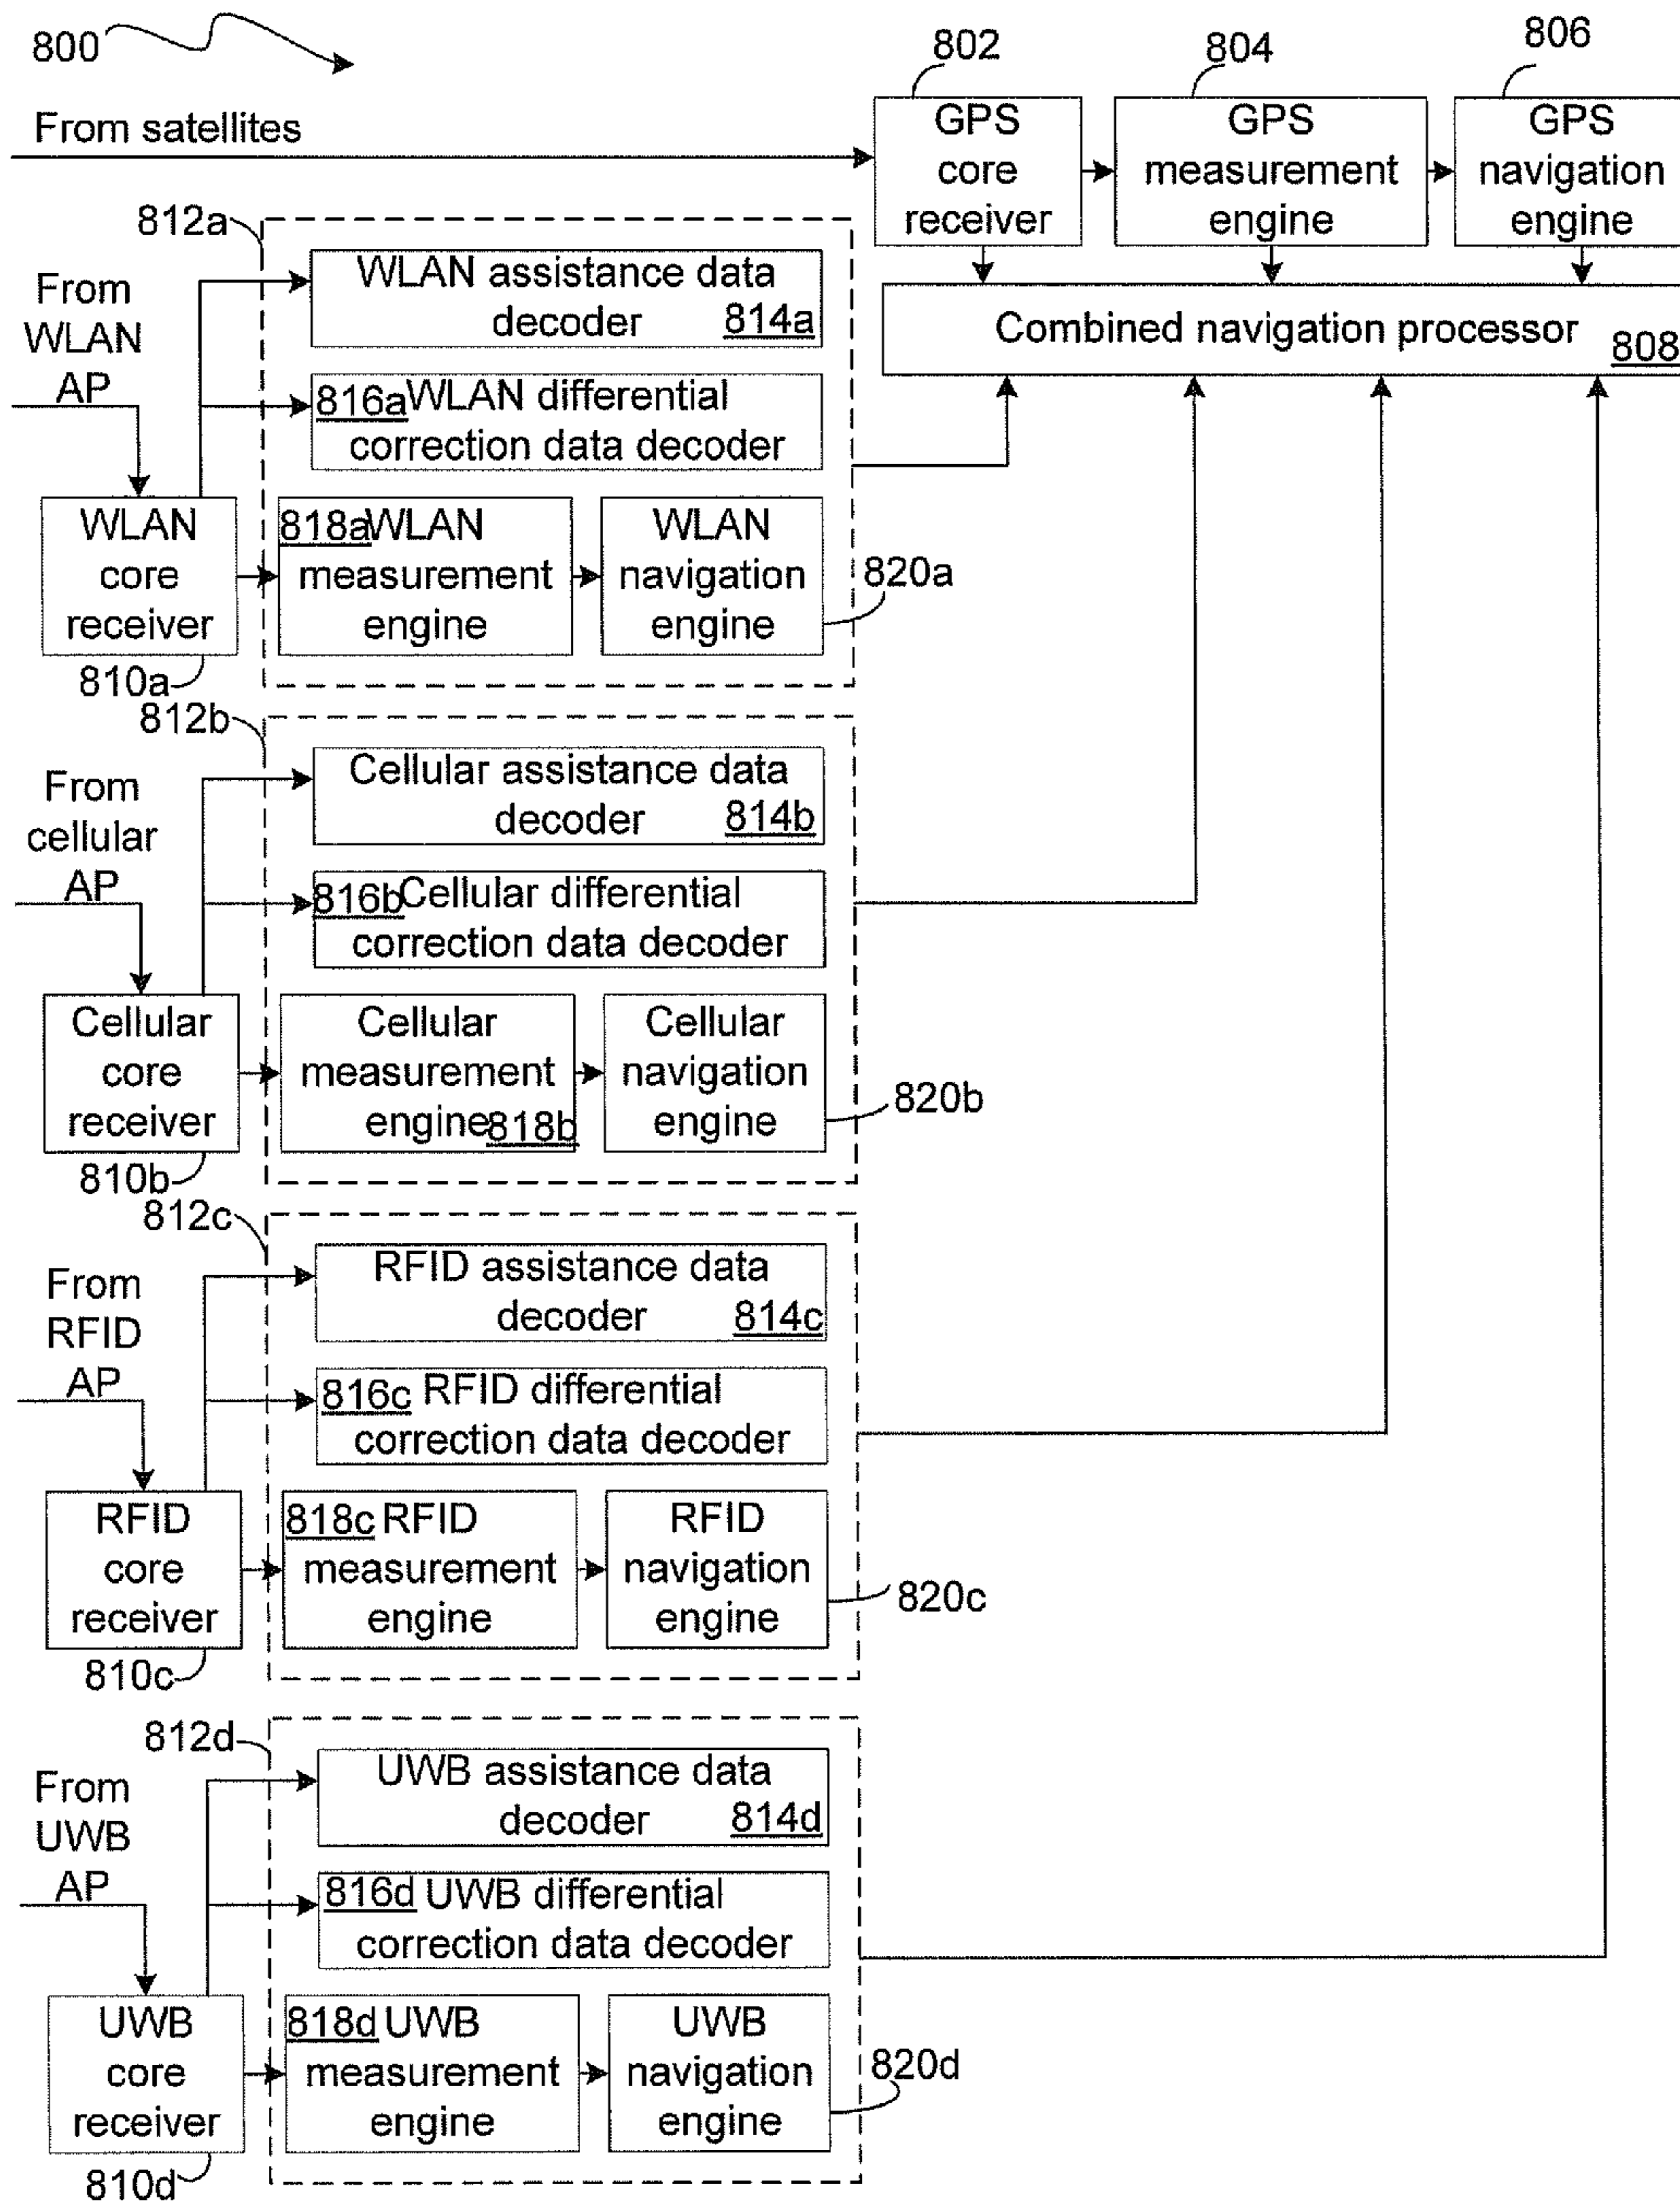 800
802
804
806
From satellites
GPS
core
receiver
GPS
measurement
engine
GPS
navigation
engine
Combined navigation processor
808
812a
From
WLAN
AP
WLAN assistance data
decoder 814a
816a WLAN differential
correction data decoder
WLAN
core
receiver
810a
818a WLAN
measurement
engine
WLAN
navigation
engine
820a
812b
From
cellular
AP
Cellular assistance data
decoder 814b
816b Cellular differential
correction data decoder
Cellular
core
receiver
810b
Cellular
measurement
engine 818b
Cellular
navigation
engine
820b
812c
From
RFID
AP
RFID assistance data
decoder 814c
816c RFID differential
correction data decoder
RFID
core
receiver
810c
818c RFID
measurement
engine
RFID
navigation
engine
820c
812d
From
UWB
AP
UWB assistance data
decoder 814d
816d UWB differential
correction data decoder
UWB
core
receiver
810d
818d UWB
measurement
engine
UWB
navigation
engine
820d